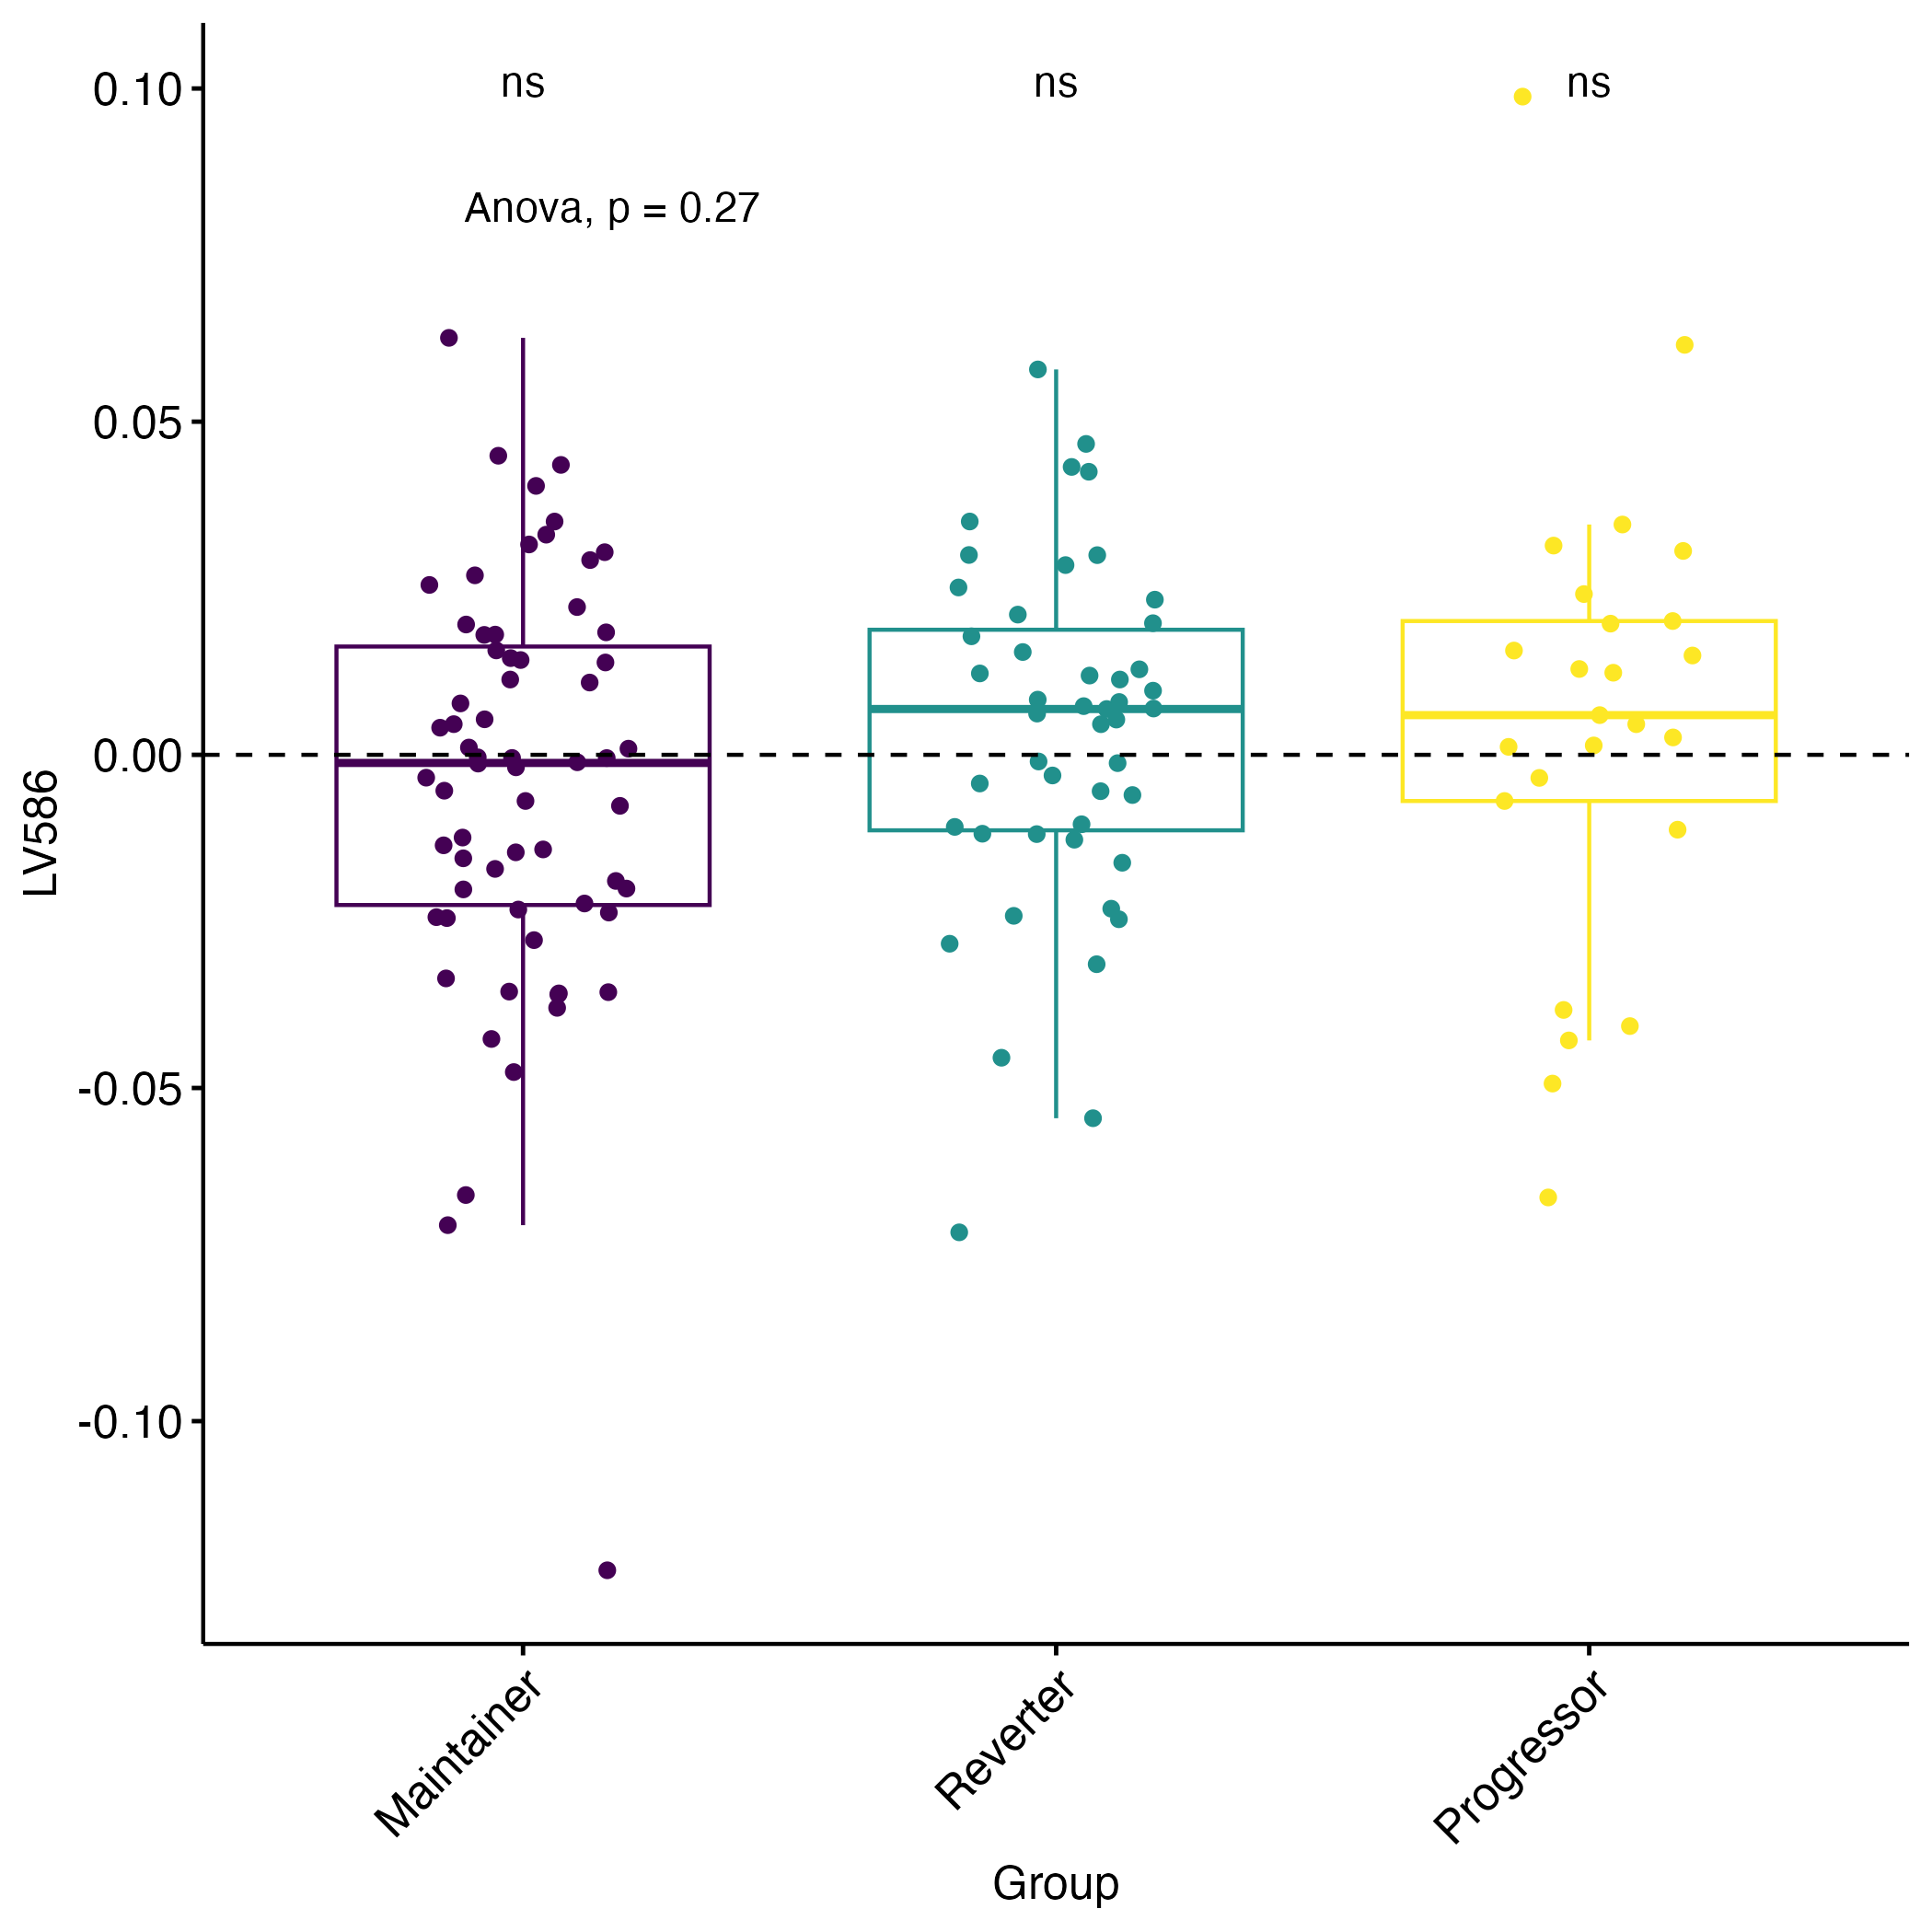 ns ns ns
Anova, p = 0.27
0.10
0.05
0.00
-0.05
-0.10
LV586
Maintainer Reverter Progressor
Group